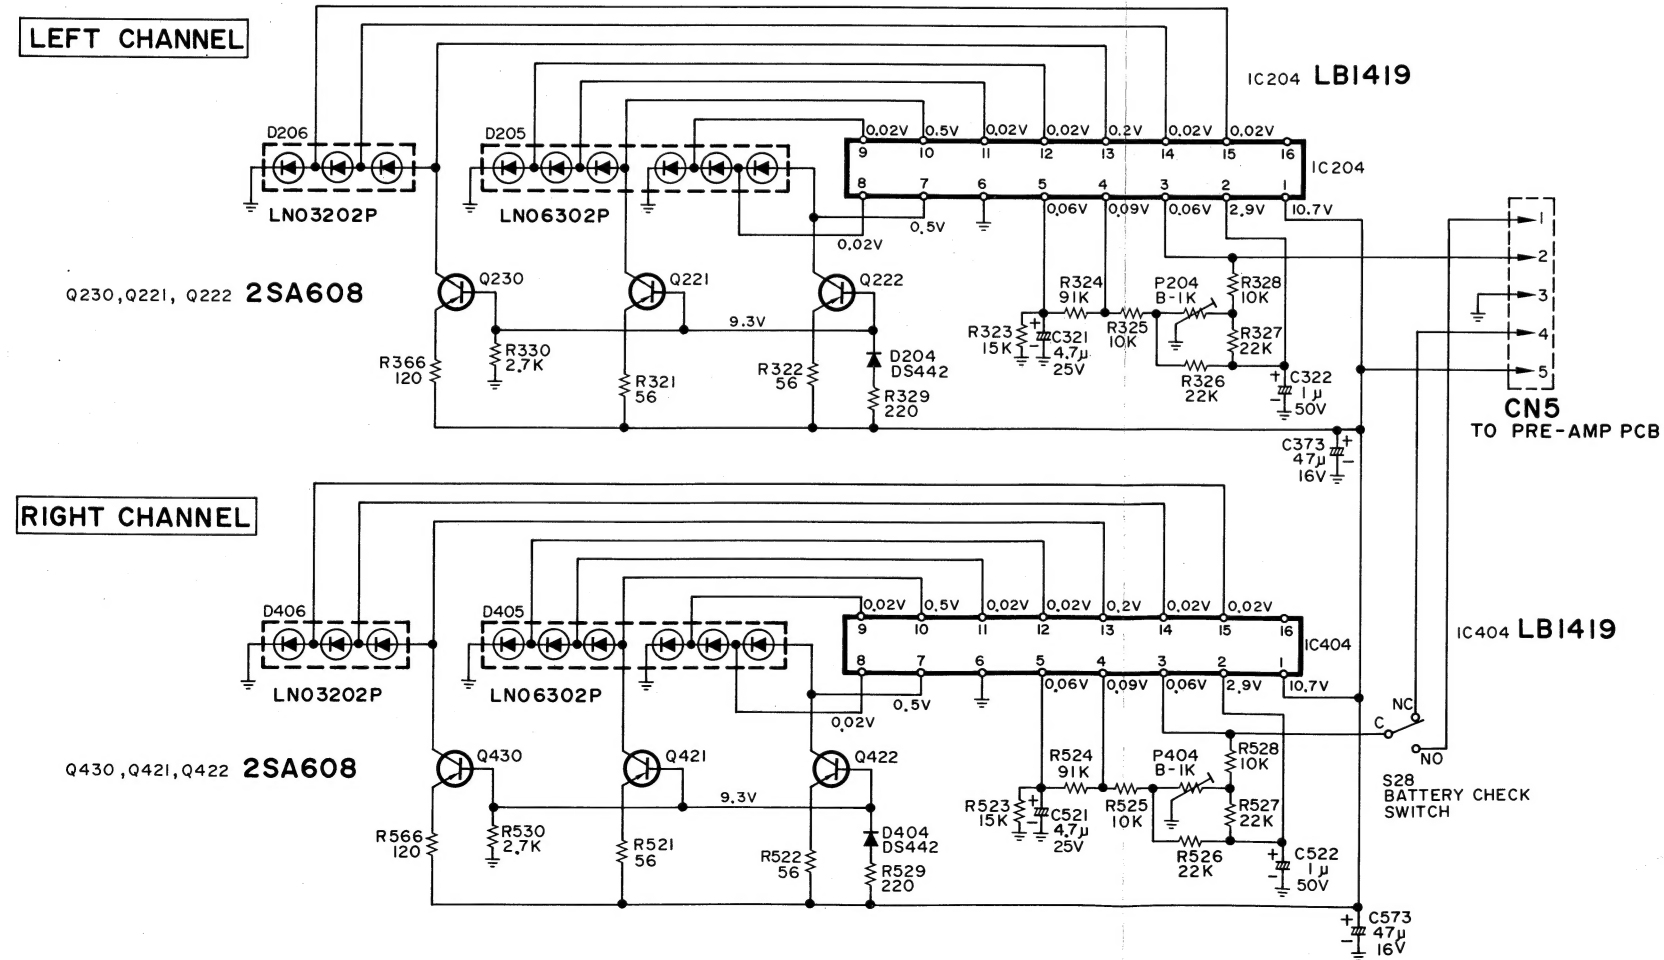 LEFT CHANNEL
IC204 LB1419
D206
D205
0.02V 0.5V 0.02V 0.02V 0.2V 0.02V 0.02V
9 10 11 12 13 14 15 16
IC204
8 7 6 5 4 3 2 1
LN03202P
LN06302P
0.06V 0.09V 0.06V 2.9V 10.7V
0.5V
0.02V
1
2
3
4
5
CN5
TO PRE-AMP PCB
Q230,Q221, Q222 2SA608
Q230
Q221
Q222
9.3V
R366
120
R330
2.7K
R321
56
R322
56
D204
DS442
R329
220
R324
91K
R323
15K
C321
4.7μ
25V
R325
10K
P204
B-1K
R328
10K
R327
22K
R326
22K
C322
1μ
50V
C373
47μ
16V
RIGHT CHANNEL
D406
D405
0.02V 0.5V 0.02V 0.02V 0.2V 0.02V 0.02V
9 10 11 12 13 14 15 16
IC404
IC404 LB1419
8 7 6 5 4 3 2 1
LN03202P
LN06302P
0.06V 0.09V 0.06V 2.9V 10.7V
0.5V
0.02V
NC
C
NO
S28
BATTERY CHECK
SWITCH
Q430,Q421,Q422 2SA608
Q430
Q421
Q422
9.3V
R566
120
R530
2.7K
R521
56
R522
56
D404
DS442
R529
220
R524
91K
R523
15K
C521
4.7μ
25V
R525
10K
P404
B-1K
R528
10K
R527
22K
R526
22K
C522
1μ
50V
C573
47μ
16V